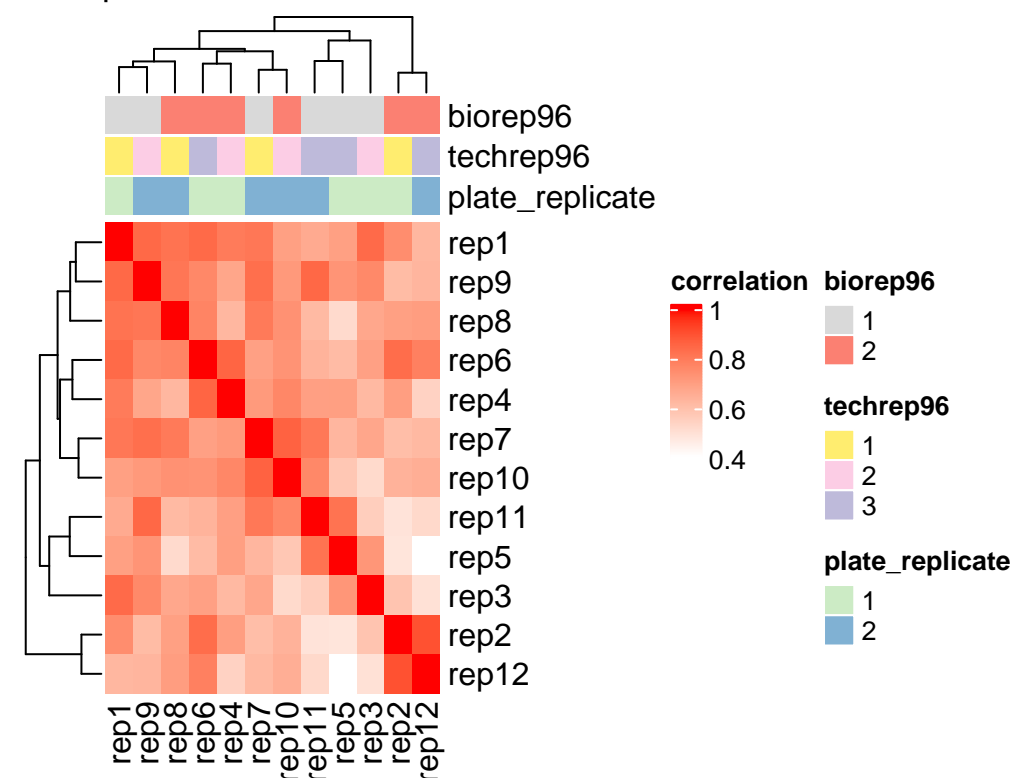 biorep96
techrep96
plate_replicate
rep1
rep9
rep8
rep6
rep4
rep7
rep10
rep11
rep5
rep3
rep2
rep12
rep1
rep9
rep8
rep6
rep4
rep7
rep10
rep11
rep5
rep3
rep2
rep12
correlation
1
0.8
0.6
0.4
biorep96
1
2
techrep96
1
2
3
plate_replicate
1
2